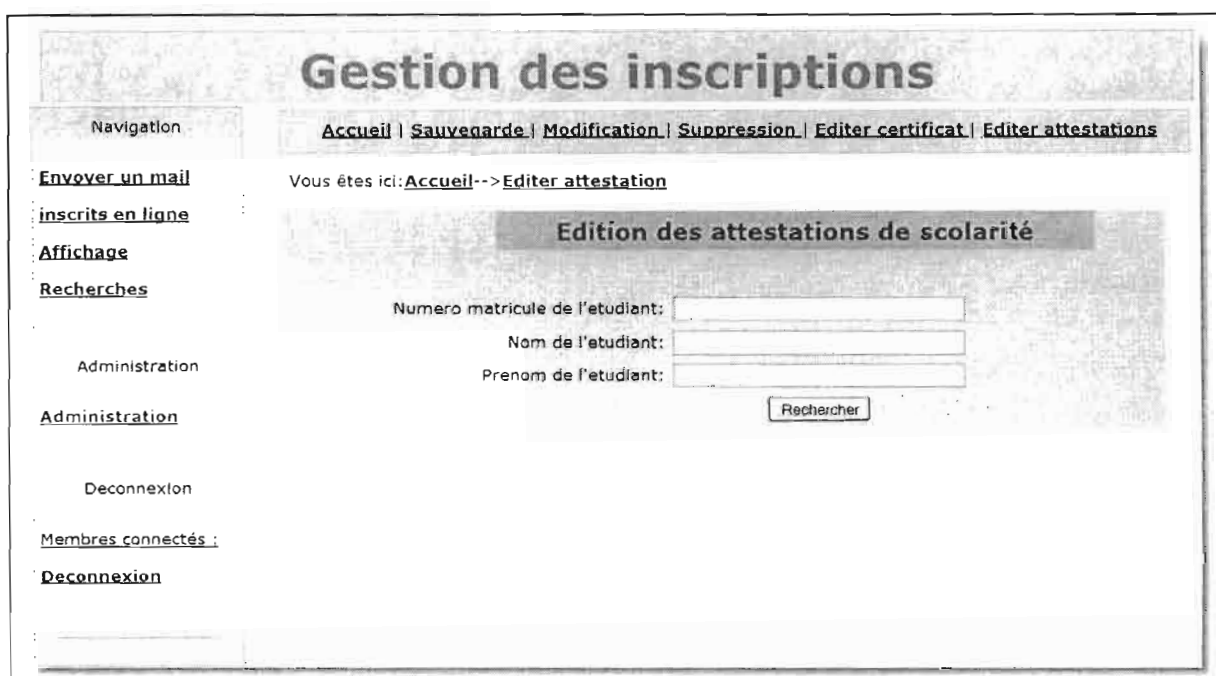 Gestion des inscriptions
Navigation
Accueil | Sauvegarde | Modification | Suppression | Editer certificat | Editer attestations
Envoyer un mail
inscrits en ligne
Affichage
Recherches
Administration
Administration
Deconnexion
Membres connectés :
Deconnexion
Vous êtes ici:Accueil-->Editer attestation
Edition des attestations de scolarité
Numero matricule de l'etudiant:
Nom de l'etudiant:
Prenom de l'etudiant:
Rechercher